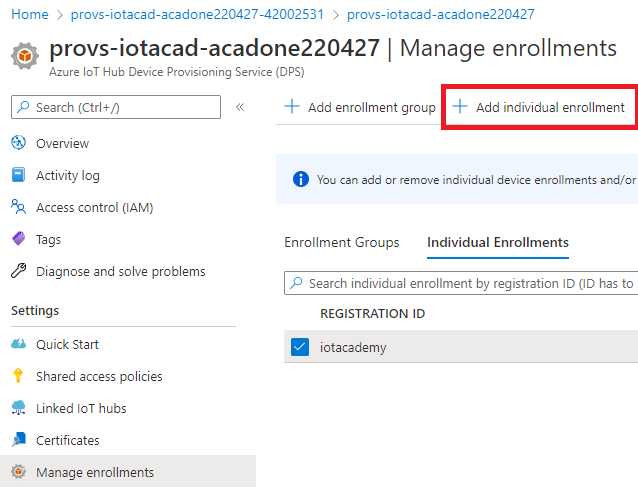 Home > provs-iotacad-acadone220427-42002531 > provs-iotacad-acadone220427
provs-iotacad-acadone220427 | Manage enrollments
Azure IoT Hub Device Provisioning Service (DPS)
Search (Ctrl+/)
«
Overview
Activity log
Access control (IAM)
Tags
Diagnose and solve problems
Settings
Quick Start
Shared access policies
Linked IoT hubs
Certificates
Manage enrollments
+ Add enrollment group
+ Add individual enrollment
You can add or remove individual device enrollments and/or
Enrollment Groups
Individual Enrollments
Search individual enrollment by registration ID (ID has to
REGISTRATION ID
iotacademy